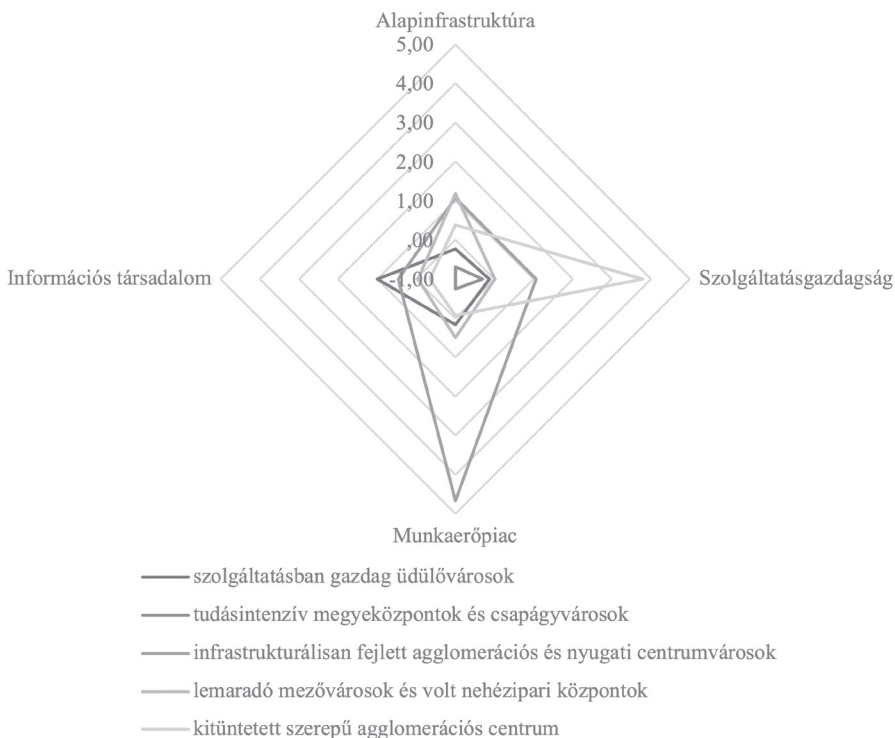 Alapinfrastruktúra
5,00
4,00
3,00
2,00
1,00
,00
Információs társadalom -1,00 Szolgáltatásgazdagság
Munkaerőpiac
szolgáltatásban gazdag üdülővárosok
tudásintenzív megyeközpontok és csapágyvárosok
infrastrukturálisan fejlett agglomerációs és nyugati centrumvárosok
lemaradó mezővárosok és volt nehézipari központok
kitüntetett szerepű agglomerációs centrum